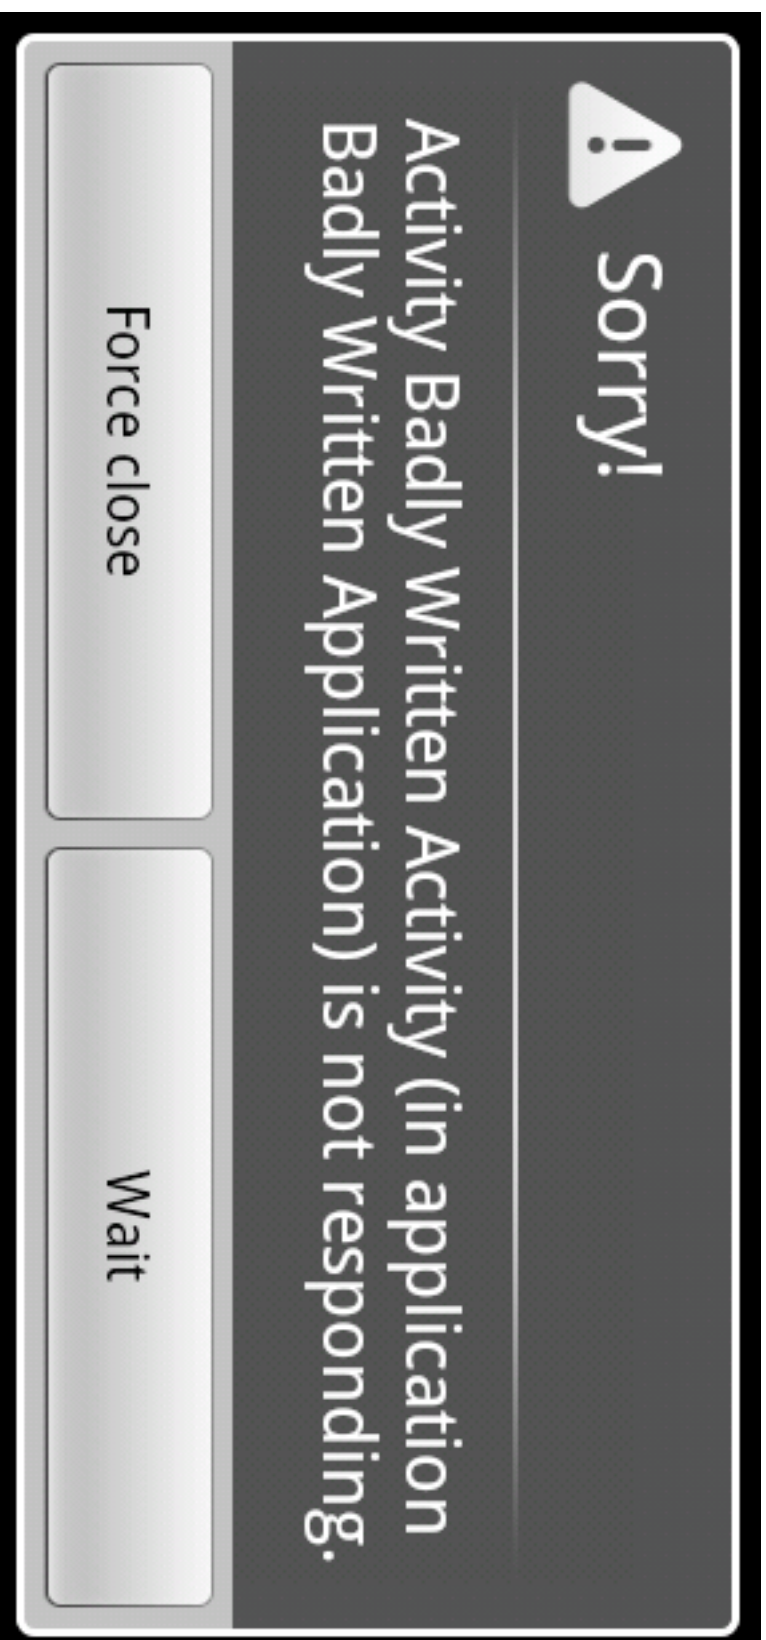 Sorry!
Activity Badly Written Activity (in application
Badly Written Application) is not responding.
Force close
Wait